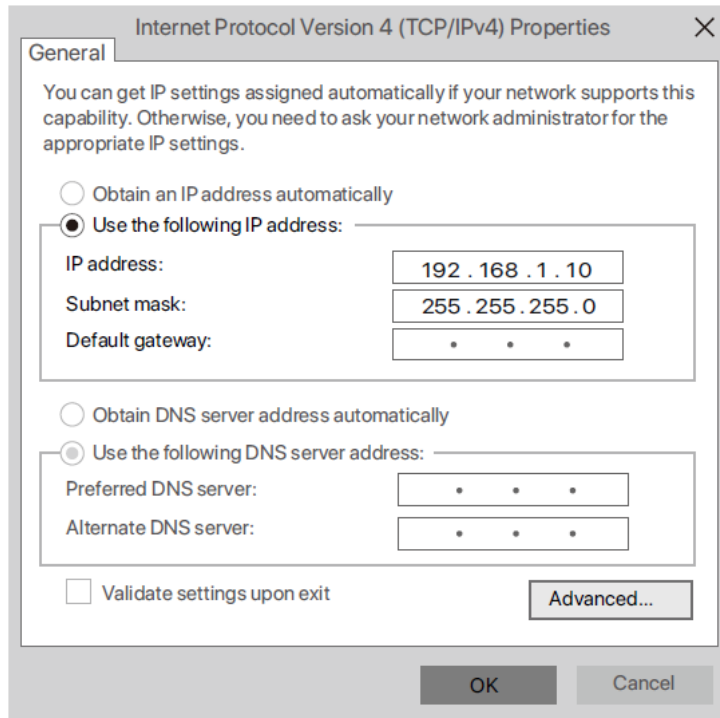 Internet Protocol Version 4 (TCP/IPv4) Properties
General
You can get IP settings assigned automatically if your network supports this
capability. Otherwise, you need to ask your network administrator for the
appropriate IP settings.
Obtain an IP address automatically
Use the following IP address:
IP address: 192 . 168 . 1 . 10
Subnet mask: 255 . 255 . 255 . 0
Default gateway: . . .
Obtain DNS server address automatically
Use the following DNS server address:
Preferred DNS server: . . .
Alternate DNS server: . . .
Validate settings upon exit
Advanced...
OK Cancel